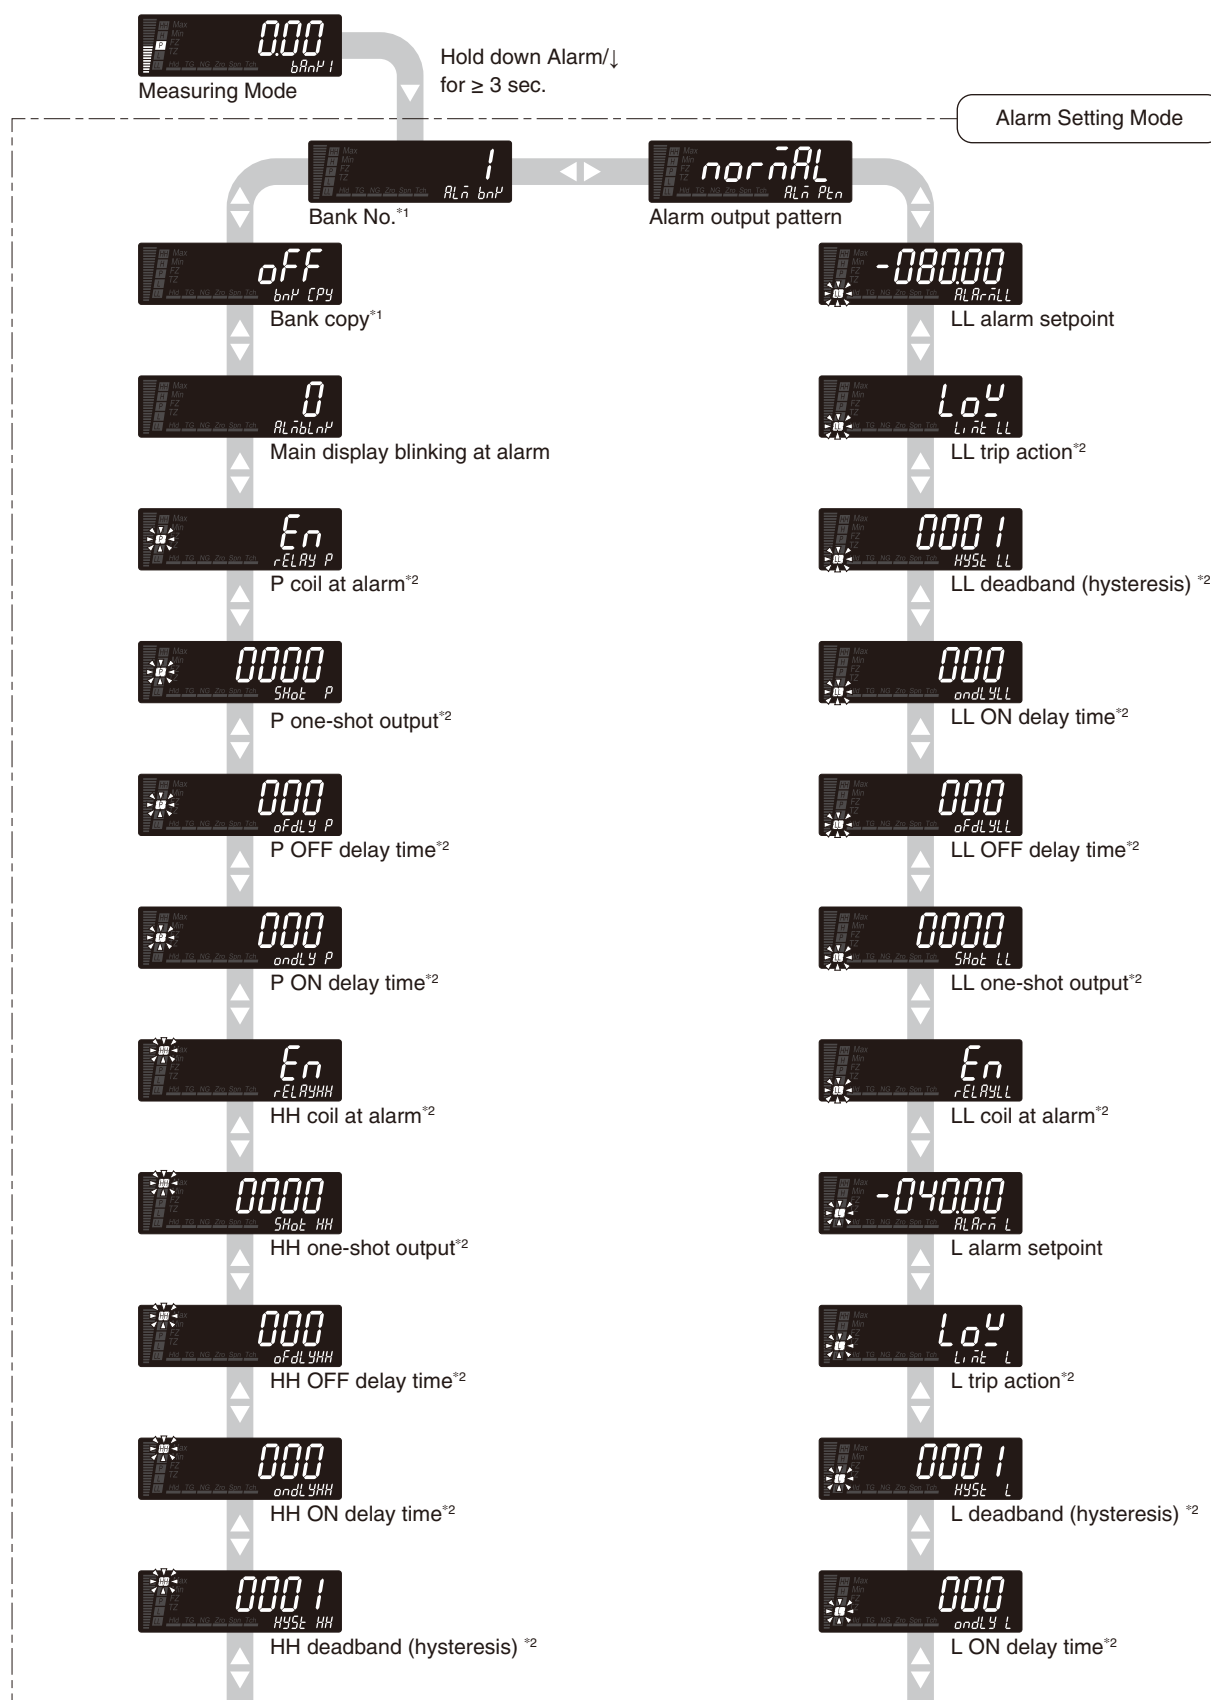 0.00
bAnK 1
Measuring Mode
Hold down Alarm/↓
for ≥ 3 sec.
Alarm Setting Mode
1
ALm bnK
Bank No.*1
normAL
ALm Ptn
Alarm output pattern
oFF
bnK CPY
Bank copy*1
-080.00
ALArmLL
LL alarm setpoint
0
ALmbLnK
Main display blinking at alarm
Low
Limt LL
LL trip action*2
En
rELAY P
P coil at alarm*2
0001
HYSt LL
LL deadband (hysteresis) *2
0000
SHot P
P one-shot output*2
000
ondLYLL
LL ON delay time*2
000
oFdLY P
P OFF delay time*2
000
oFdLYLL
LL OFF delay time*2
000
ondLY P
P ON delay time*2
0000
SHot LL
LL one-shot output*2
En
rELAYHH
HH coil at alarm*2
En
rELAYLL
LL coil at alarm*2
0000
SHot HH
HH one-shot output*2
-040.00
ALArm L
L alarm setpoint
000
oFdLYHH
HH OFF delay time*2
Low
Limt L
L trip action*2
000
ondLYHH
HH ON delay time*2
0001
HYSt L
L deadband (hysteresis) *2
0001
HYSt HH
HH deadband (hysteresis) *2
000
ondLY L
L ON delay time*2